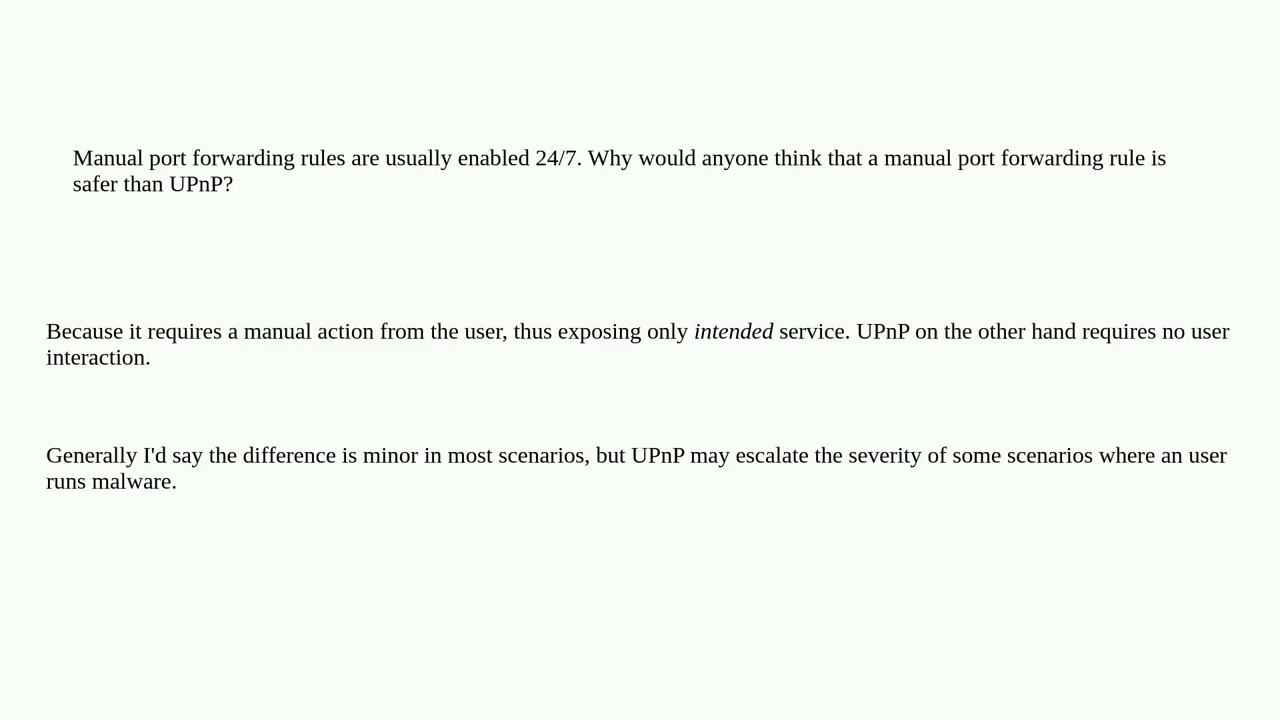 Manual port forwarding rules are usually enabled 24/7. Why would anyone think that a manual port forwarding rule is
safer than UPnP?
Because it requires a manual action from the user, thus exposing only intended service. UPnP on the other hand requires no user
interaction.
Generally I'd say the difference is minor in most scenarios, but UPnP may escalate the severity of some scenarios where an user
runs malware.